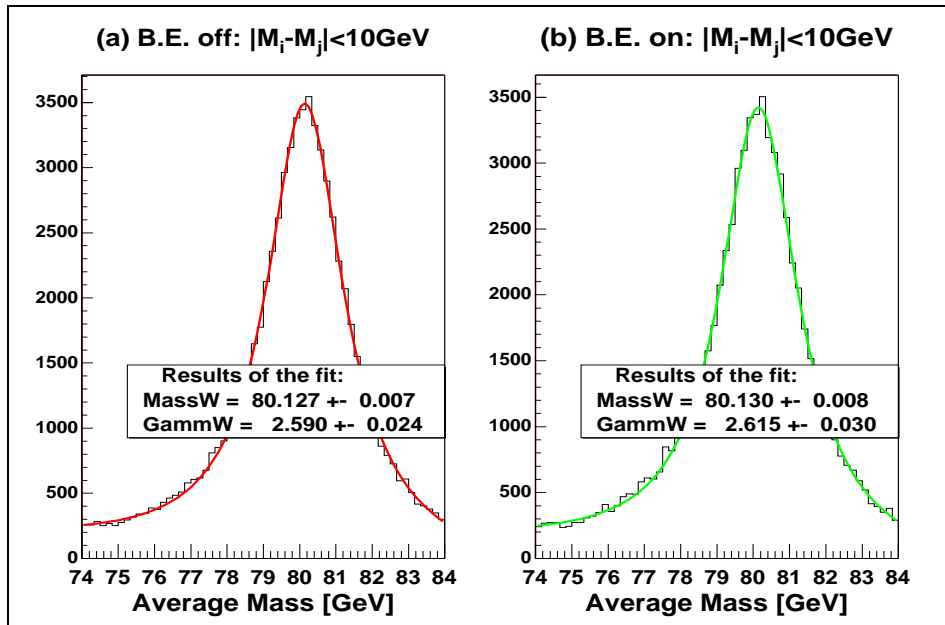 (a) B.E. off: |M_i-M_j|<10GeV
3500
3000
2500
2000
1500
1000
500
0
Results of the fit:
MassW = 80.127 +- 0.007
GammW = 2.590 +- 0.024
74 75 76 77 78 79 80 81 82 83 84
Average Mass [GeV]
(b) B.E. on: |M_i-M_j|<10GeV
3500
3000
2500
2000
1500
1000
500
0
Results of the fit:
MassW = 80.130 +- 0.008
GammW = 2.615 +- 0.030
74 75 76 77 78 79 80 81 82 83 84
Average Mass [GeV]